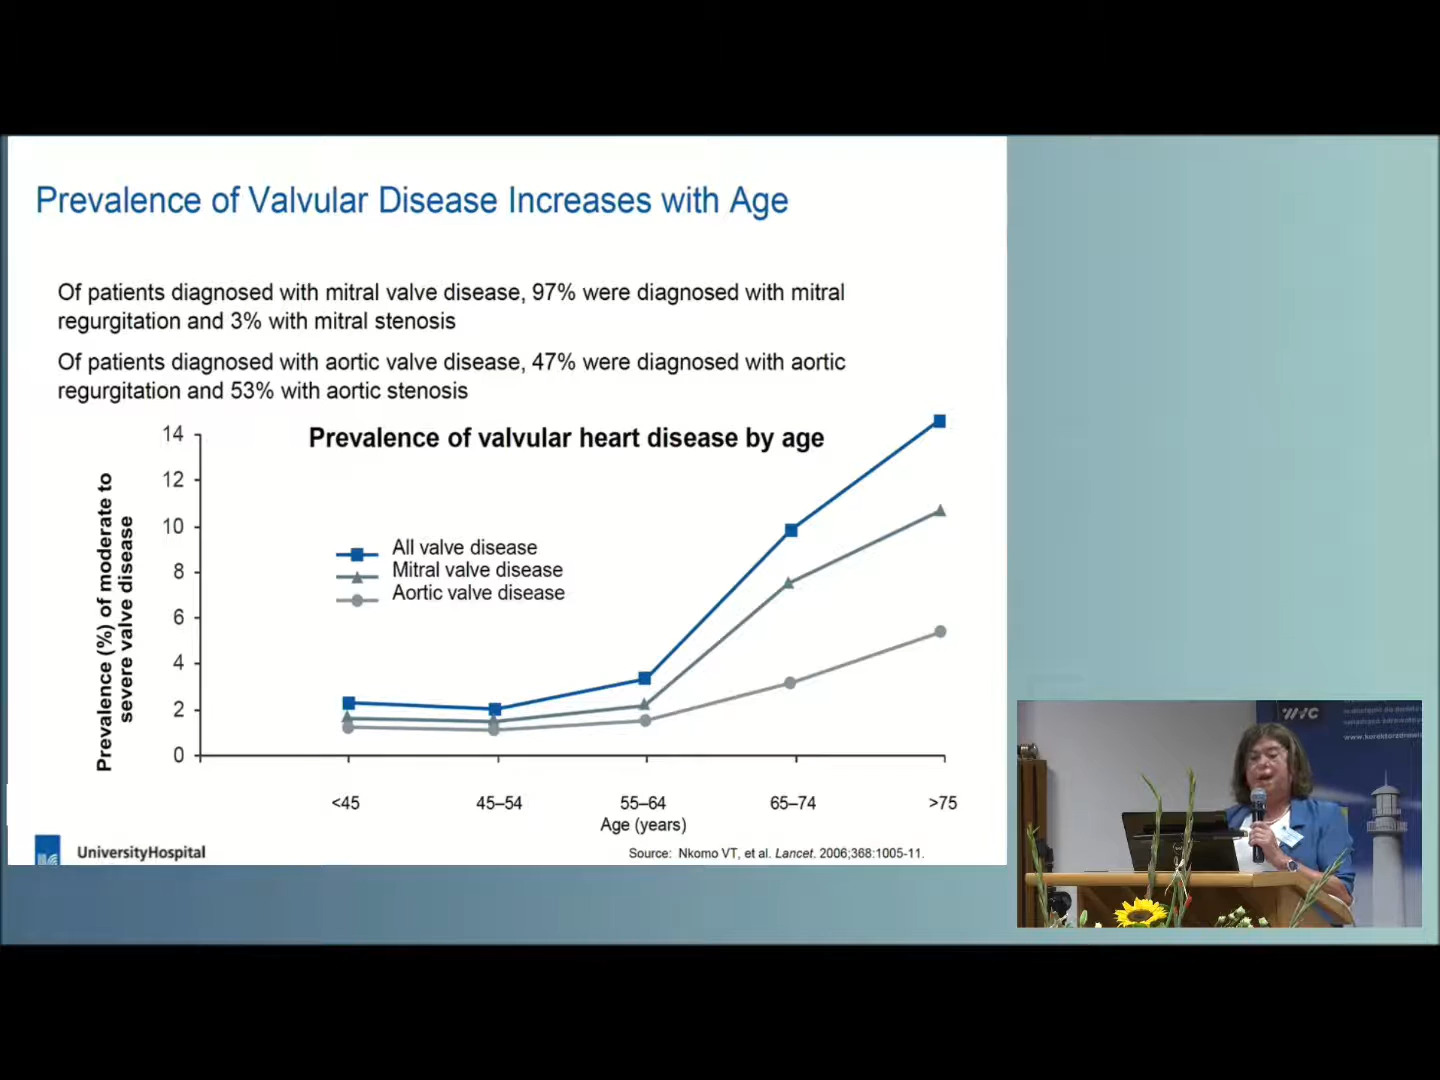 Prevalence of Valvular Disease Increases with Age
Of patients diagnosed with mitral valve disease, 97% were diagnosed with mitral
regurgitation and 3% with mitral stenosis
Of patients diagnosed with aortic valve disease, 47% were diagnosed with aortic
regurgitation and 53% with aortic stenosis
Prevalence of valvular heart disease by age
Prevalence (%) of moderate to
severe valve disease
14
12
10
8
6
4
2
0
All valve disease
Mitral valve disease
Aortic valve disease
<45 45–54 55–64 65–74 >75
Age (years)
UniversityHospital
Source: Nkomo VT, et al. Lancet. 2006;368:1005-11.